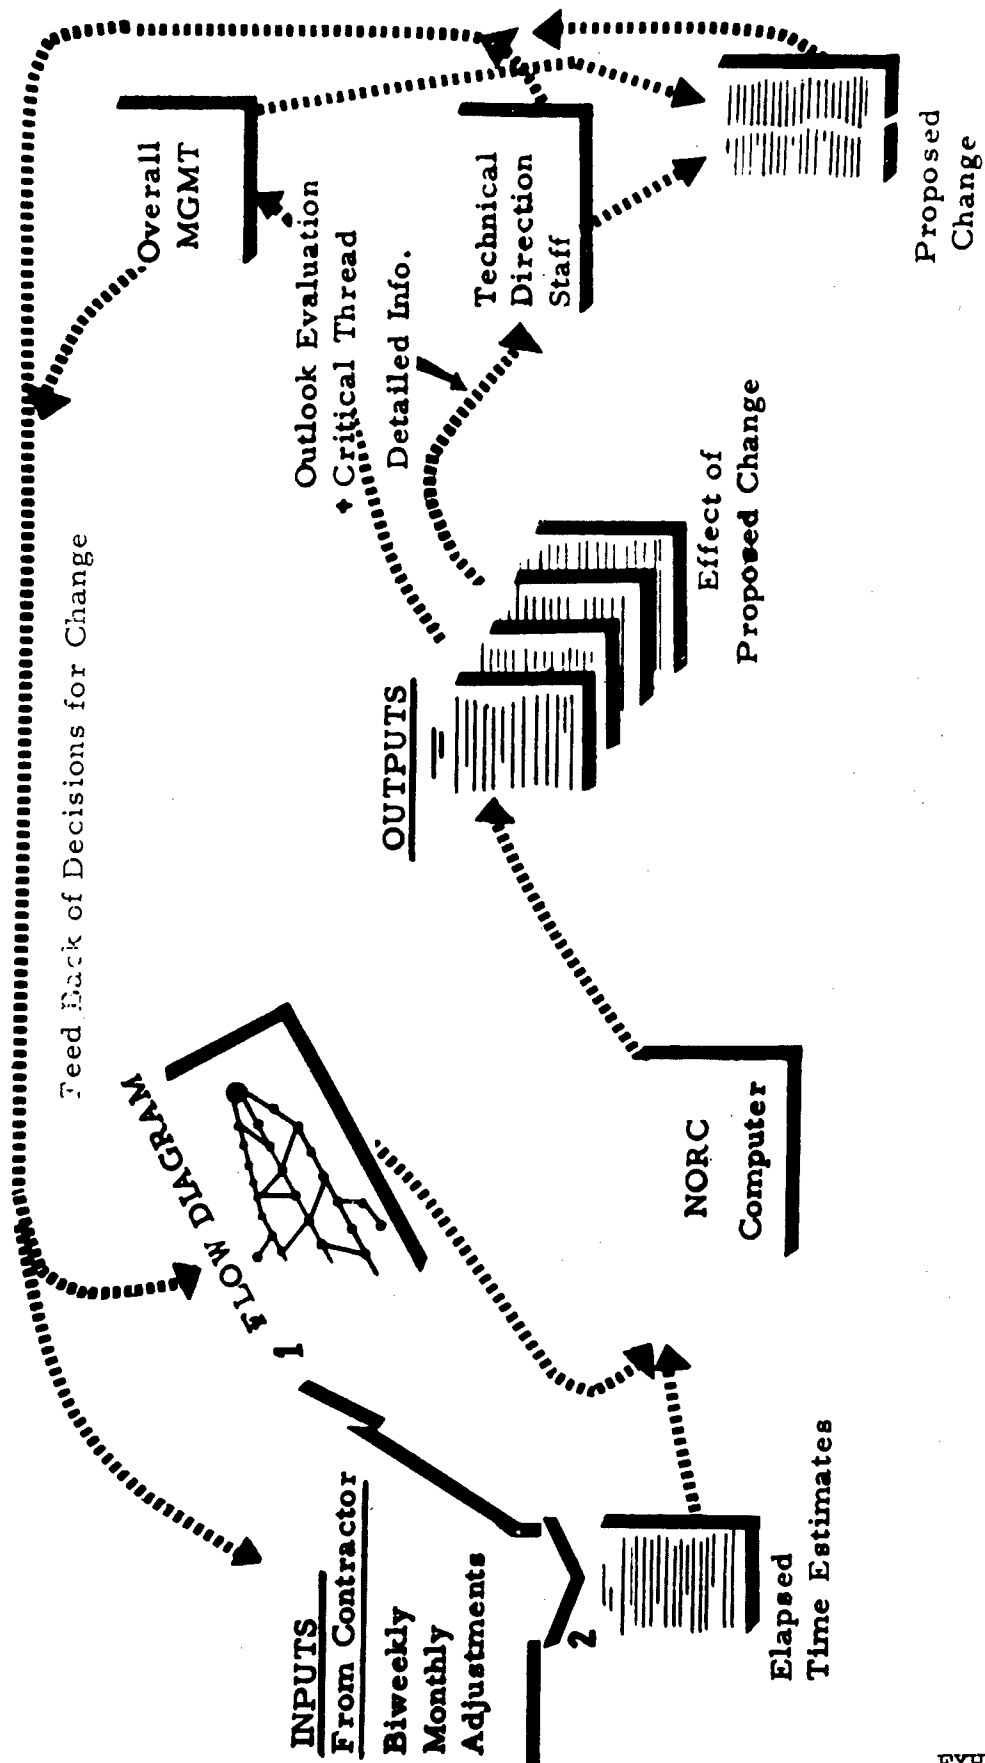 INPUTS
From Contractor
Biweekly
Monthly
Adjustments
1 FLOW DIAGRAM
2
Elapsed
Time Estimates
NORC
Computer
OUTPUTS
Effect of
Proposed Change
Feed Back of Decisions for Change
Outlook Evaluation
+ Critical Thread
Detailed Info.
Overall
MGMT
Technical
Direction
Staff
Proposed
Change